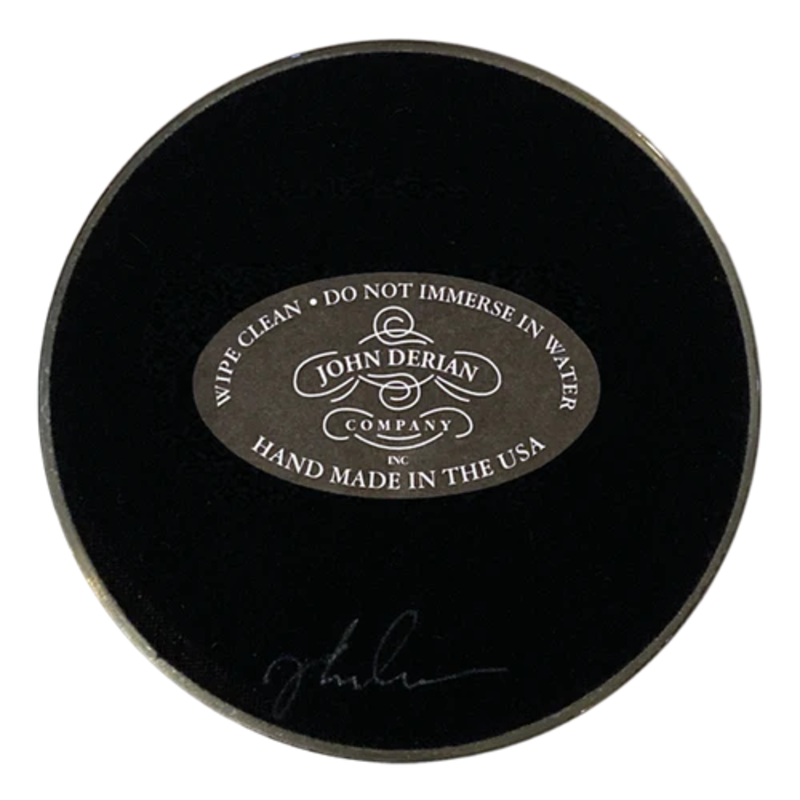 WIPE CLEAN • DO NOT IMMERSE IN WATER
JOHN DERIAN
COMPANY
INC
HAND MADE IN THE USA